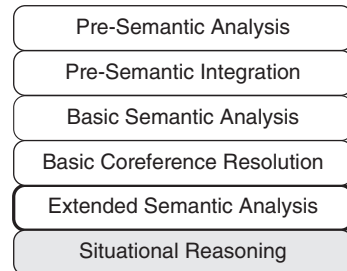 Pre-Semantic Analysis
Pre-Semantic Integration
Basic Semantic Analysis
Basic Coreference Resolution
Extended Semantic Analysis
Situational Reasoning